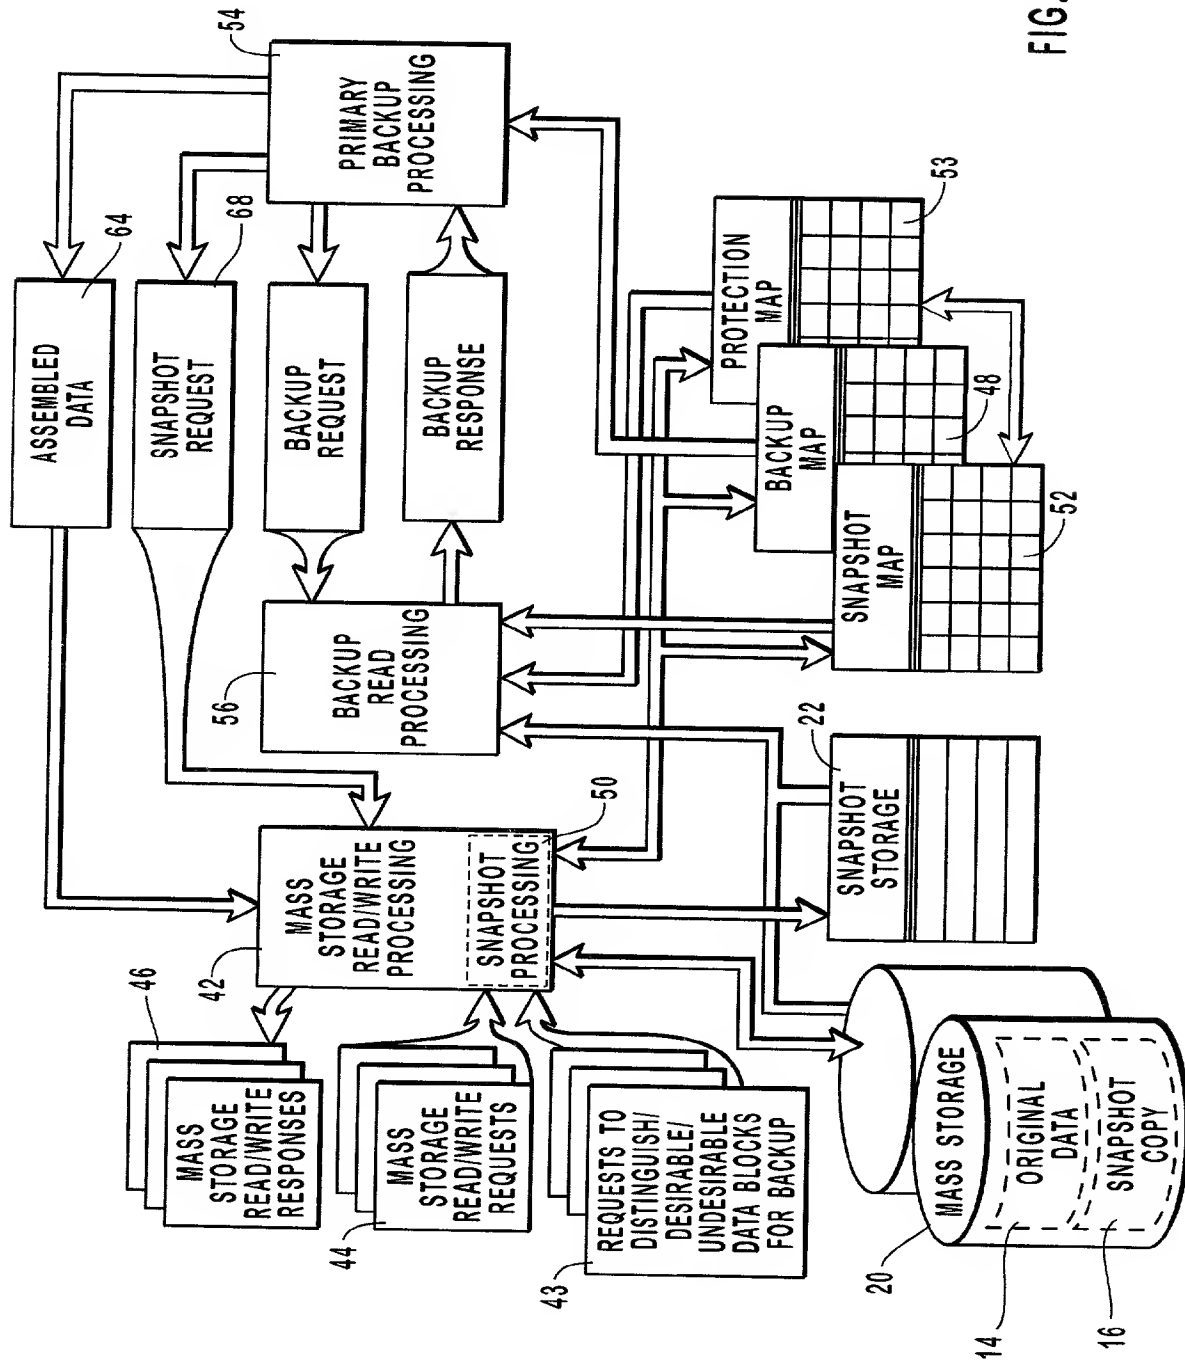 46
MASS
STORAGE
READ/WRITE
RESPONSES
44
MASS
STORAGE
READ/WRITE
REQUESTS
43
REQUESTS TO
DISTINGUISH/
DESIRABLE/
UNDESIRABLE
DATA BLOCKS
FOR BACKUP
20
MASS STORAGE
14
ORIGINAL
DATA
16
SNAPSHOT
COPY
42
MASS
STORAGE
READ/WRITE
PROCESSING
SNAPSHOT
PROCESSING
50
22
SNAPSHOT
STORAGE
56
BACKUP
READ
PROCESSING
ASSEMBLED
DATA
64
SNAPSHOT
REQUEST
68
BACKUP
REQUEST
BACKUP
RESPONSE
54
PRIMARY
BACKUP
PROCESSING
PROTECTION
MAP
53
BACKUP
MAP
48
SNAPSHOT
MAP
52
FIG.